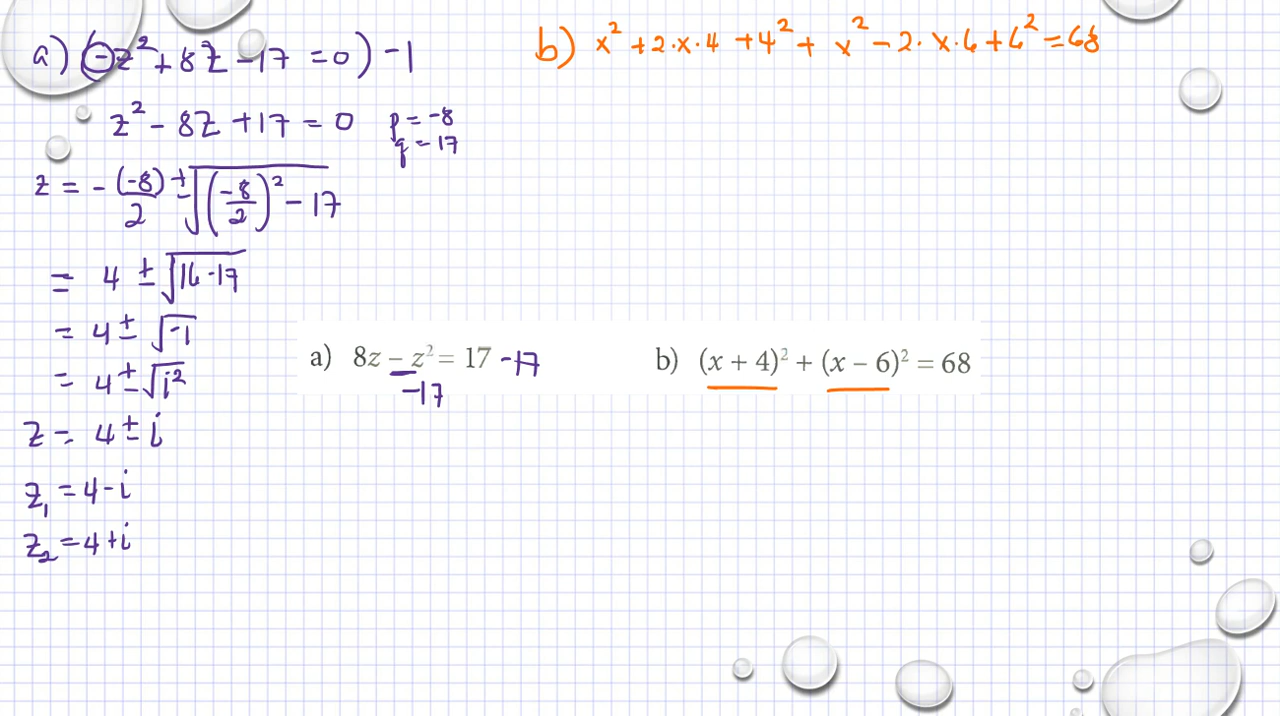 a) (-z² + 8z - 17 = 0) -1
z² - 8z + 17 = 0
p = -8
q = 17
z = - (-8)/2 ± √((-8/2)² - 17)
= 4 ± √16-17
= 4 ± √-1
= 4 ± √i²
z = 4 ± i
z₁ = 4 - i
z₂ = 4 + i
b) x² + 2·x·4 + 4² + x² - 2·x·6 + 6² = 68
a) 8z − z² = 17 -17
-17
b) (x + 4)² + (x − 6)² = 68